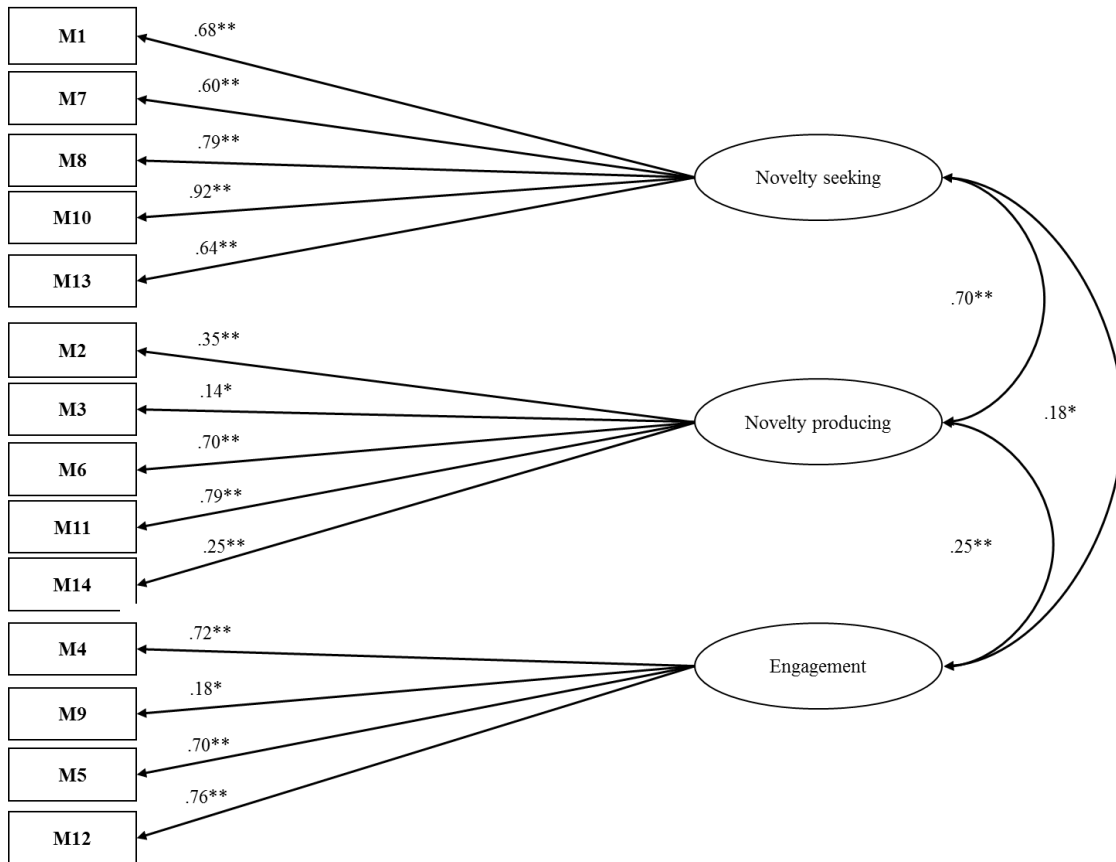 M1
.68**
M7
.60**
M8
.79**
M10
.92**
M13
.64**
Novelty seeking
M2
.35**
M3
.14*
M6
.70**
M11
.79**
M14
.25**
Novelty producing
M4
.72**
M9
.18*
M5
.70**
M12
.76**
Engagement
.70**
.18*
.25**